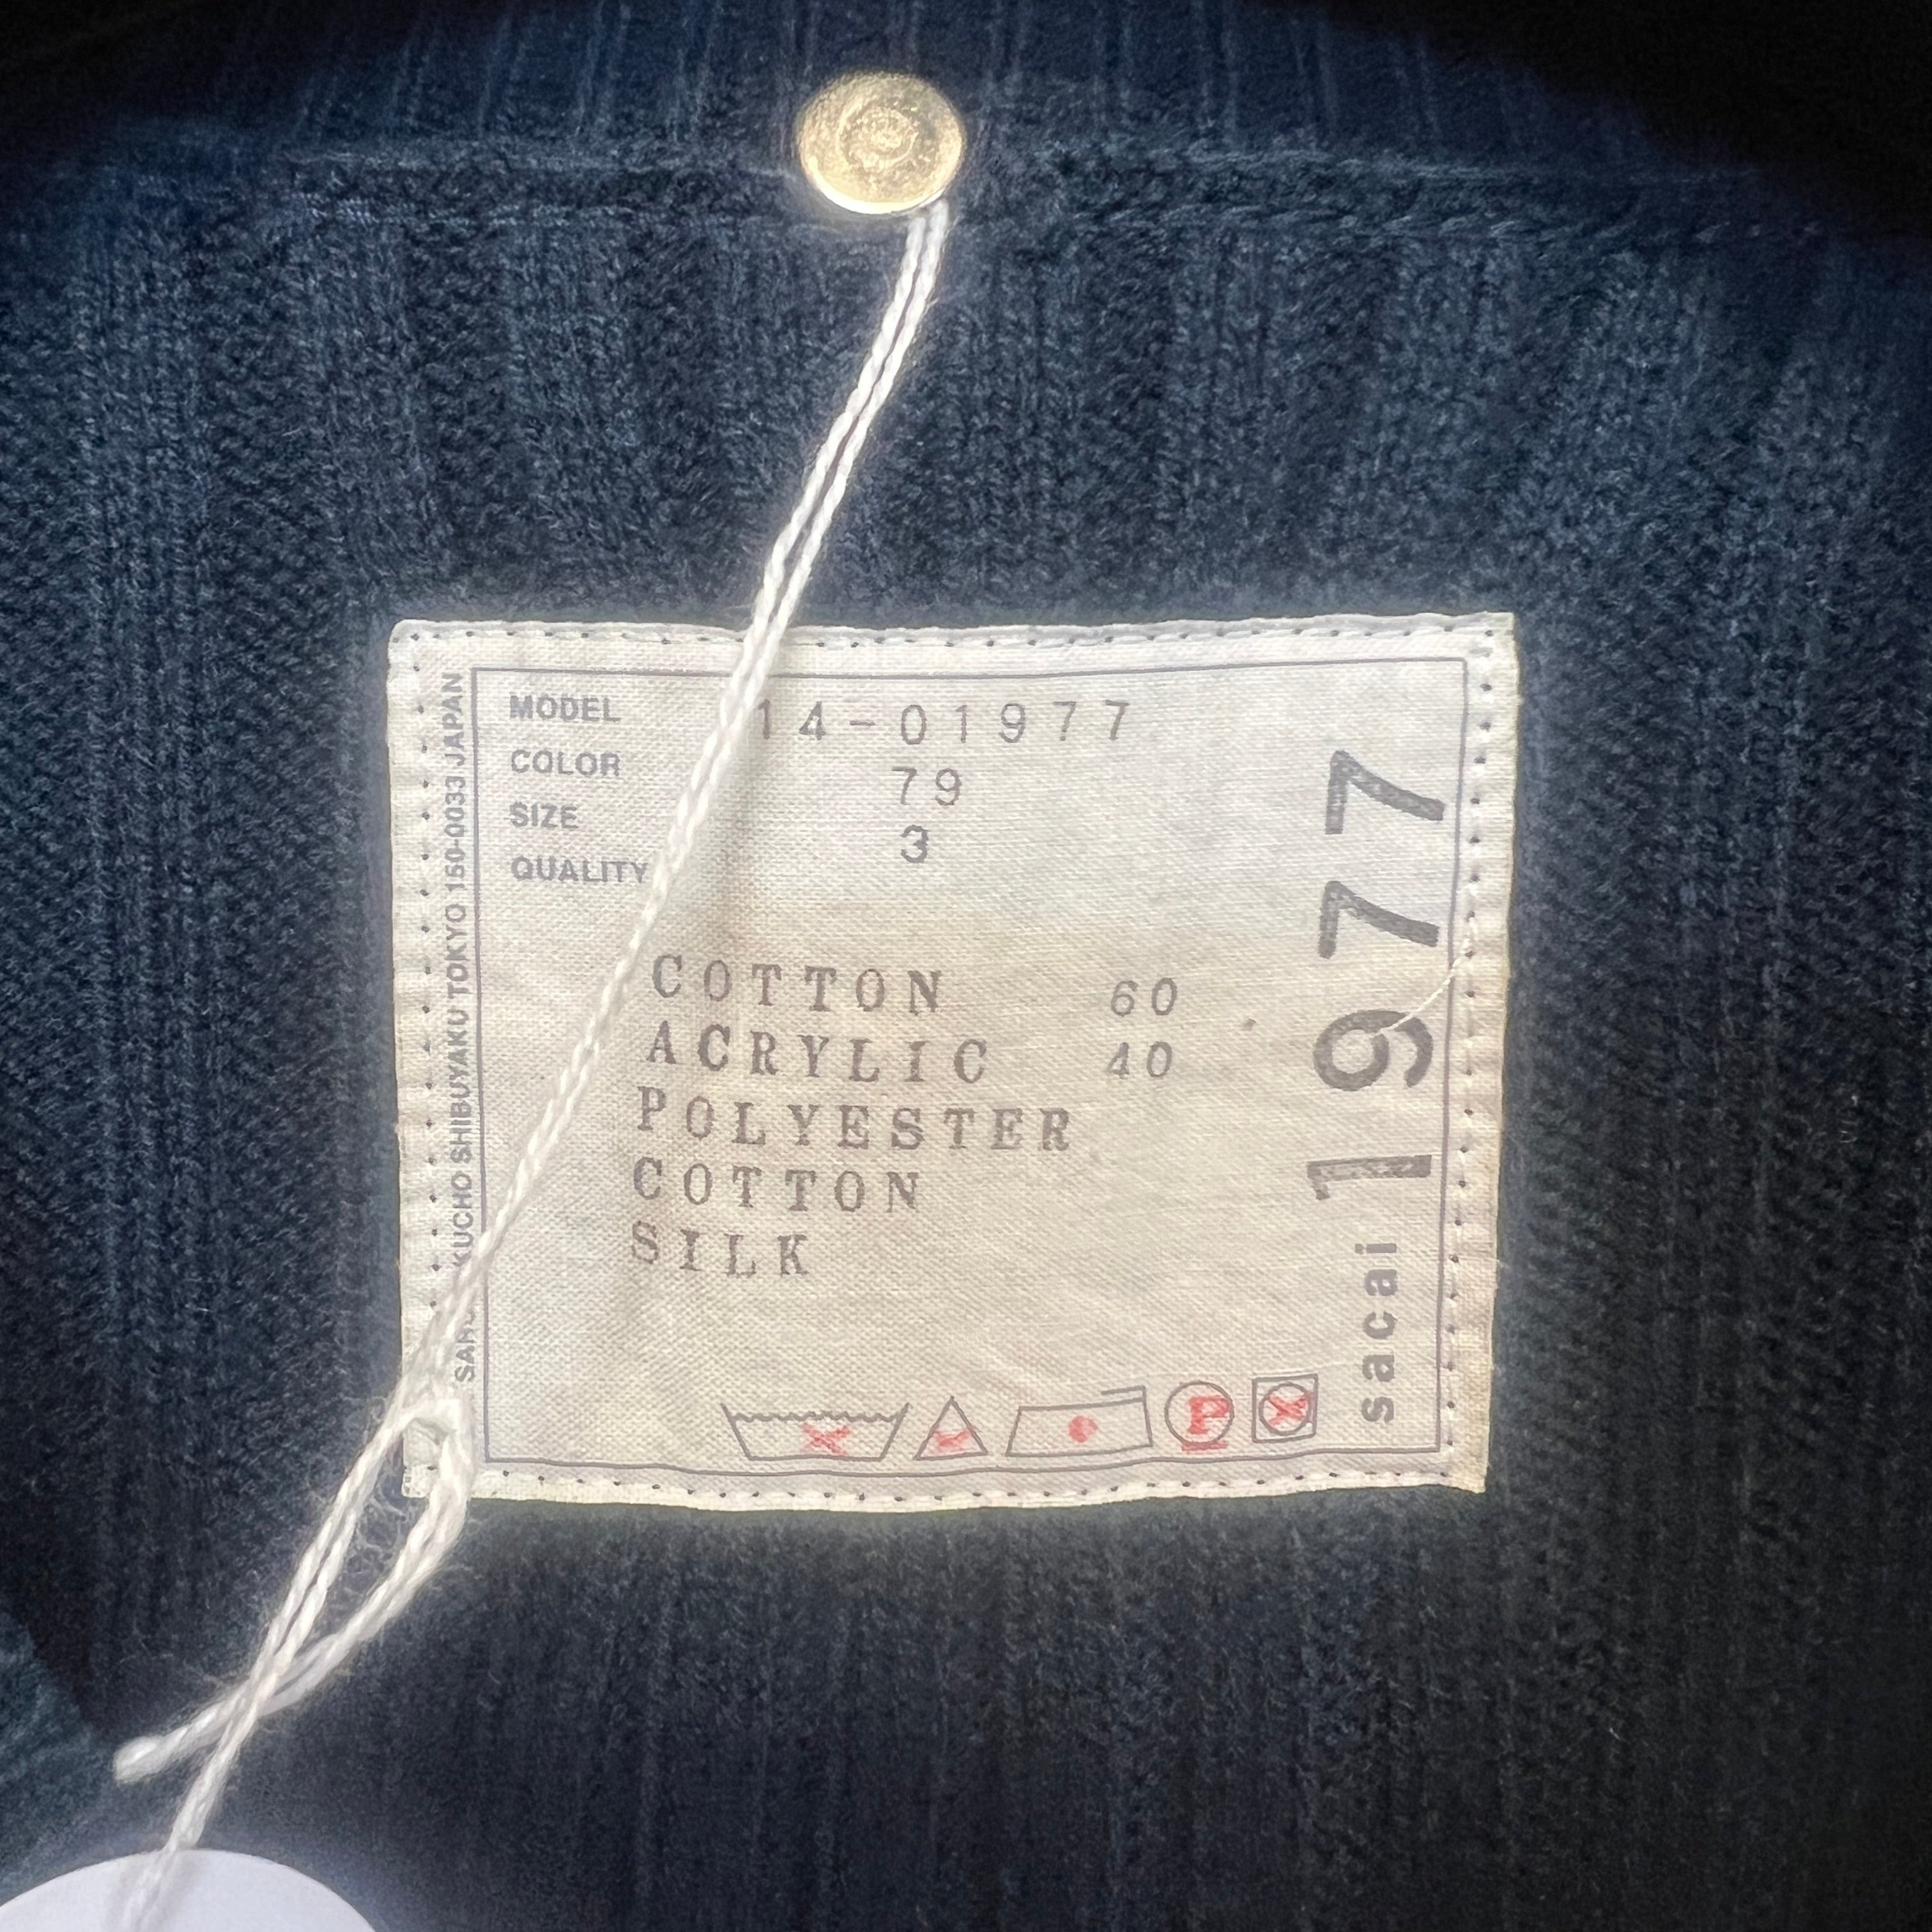 MODEL 14-01977
COLOR 79
SIZE 3
QUALITY
COTTON 60
ACRYLIC 40
POLYESTER
COTTON
SILK
P
sacai 1977
KUCHO SHIBUYAKU TOKYO 150-0033 JAPAN